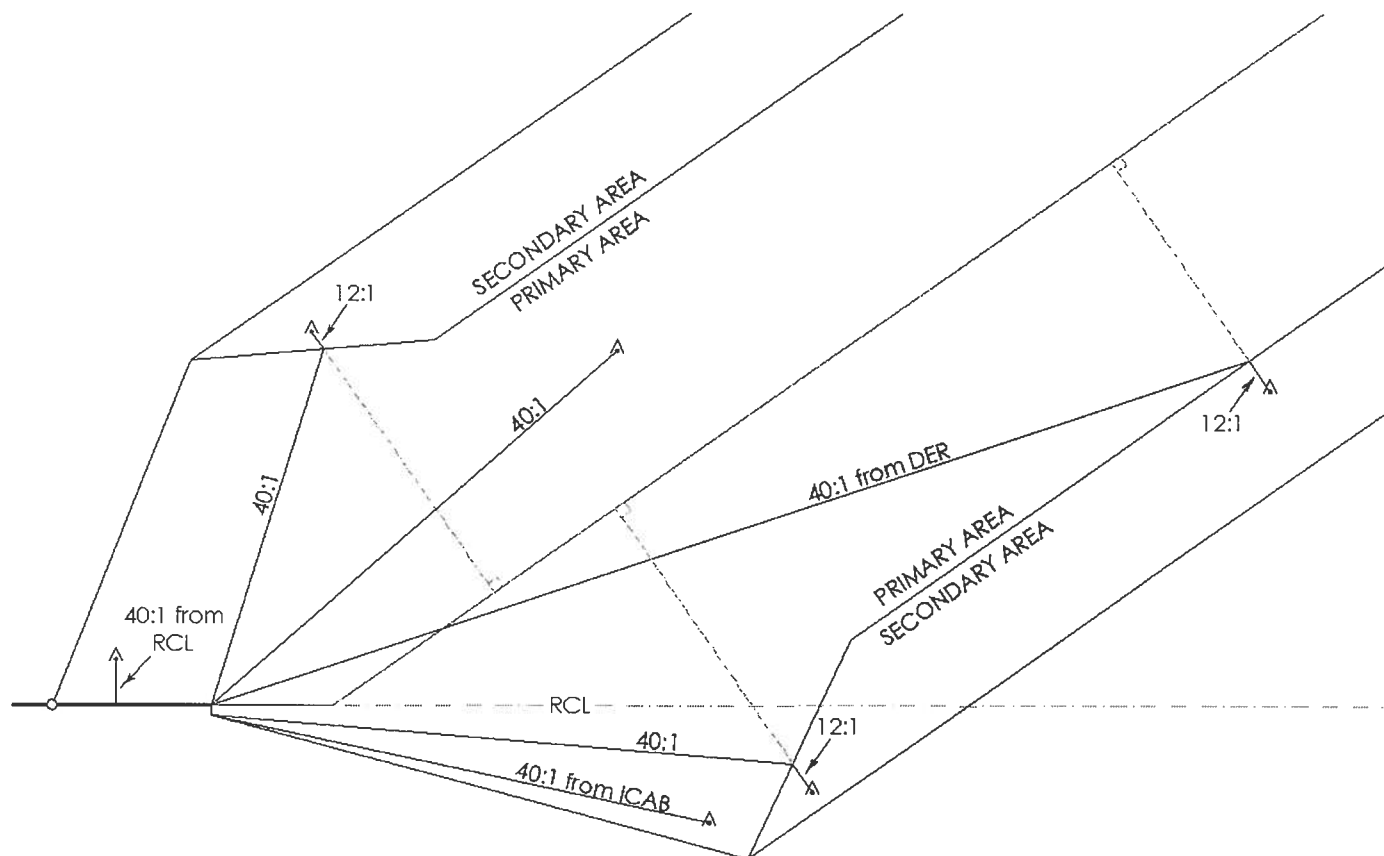 SECONDARY AREA
PRIMARY AREA
12:1
40:1
40:1
12:1
40:1 from DER
PRIMARY AREA
SECONDARY AREA
40:1 from
RCL
RCL
40:1
12:1
40:1 from ICAB